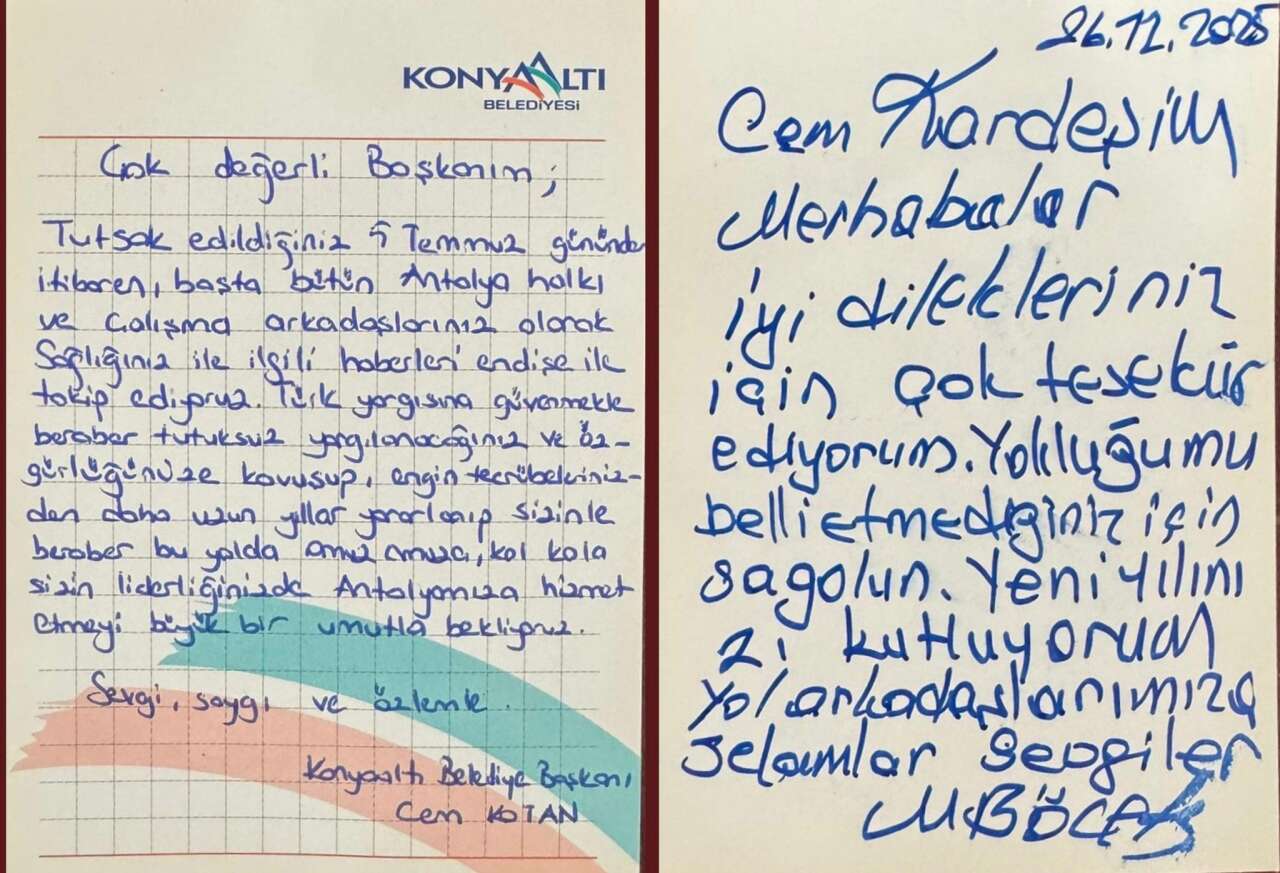 KONYAALTI
BELEDİYESİ
Çok değerli Başkanım;
Tutsak edildiğiniz 5 Temmuz gününden
itibaren, başta bütün Antalya halkı
ve çalışma arkadaşlarınız olarak
Sağlığınız ile ilgili haberleri endişe ile
takip ediyoruz. Türk yargısına güvenmekle
beraber tutuksuz yargılanacağınız ve öz-
gürlüğünüze kavuşup, engin tecrübeleriniz-
den daha uzun yıllar yararlanıp sizinle
beraber bu yolda omuz omuza, kol kola
sizin liderliğinizde Antalyamıza hizmet
etmeyi büyük bir umutla bekliyoruz.
Sevgi, saygı ve özlemle.
Konyaaltı Belediye Başkanı
Cem KOTAN
26.12.2025
Cem Kardeşim
Merhabalar
iyi dilekleriniz
için çok teşekür
ediyorum. Yokluğumu
belli etmediğiniz için
sagolun. Yeni yılını
zı kutluyorum
yol arkadaşlarımıza
selamlar sevgiler
M.BÖCEK